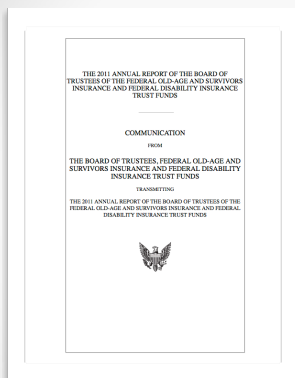 THE 2011 ANNUAL REPORT OF THE BOARD OF
TRUSTEES OF THE FEDERAL OLD-AGE AND SURVIVORS
INSURANCE AND FEDERAL DISABILITY INSURANCE
TRUST FUNDS
COMMUNICATION
FROM
THE BOARD OF TRUSTEES, FEDERAL OLD-AGE AND
SURVIVORS INSURANCE AND FEDERAL DISABILITY
INSURANCE TRUST FUNDS
TRANSMITTING
THE 2011 ANNUAL REPORT OF THE BOARD OF TRUSTEES OF THE
FEDERAL OLD-AGE AND SURVIVORS INSURANCE AND FEDERAL
DISABILITY INSURANCE TRUST FUNDS